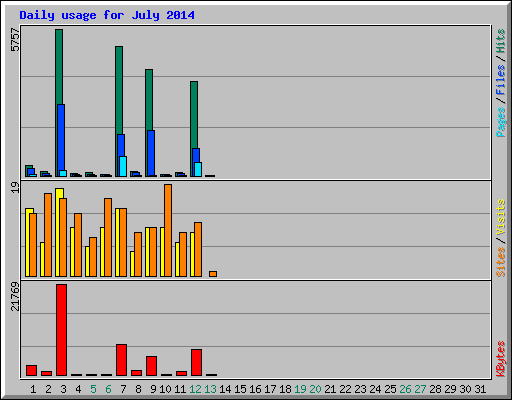 Daily usage for July 2014
5757
Pages/Files/Hits
19
Sites/Visits
21769
KBytes
1 2 3 4 5 6 7 8 9 10 11 12 13 14 15 16 17 18 19 20 21 22 23 24 25 26 27 28 29 30 31